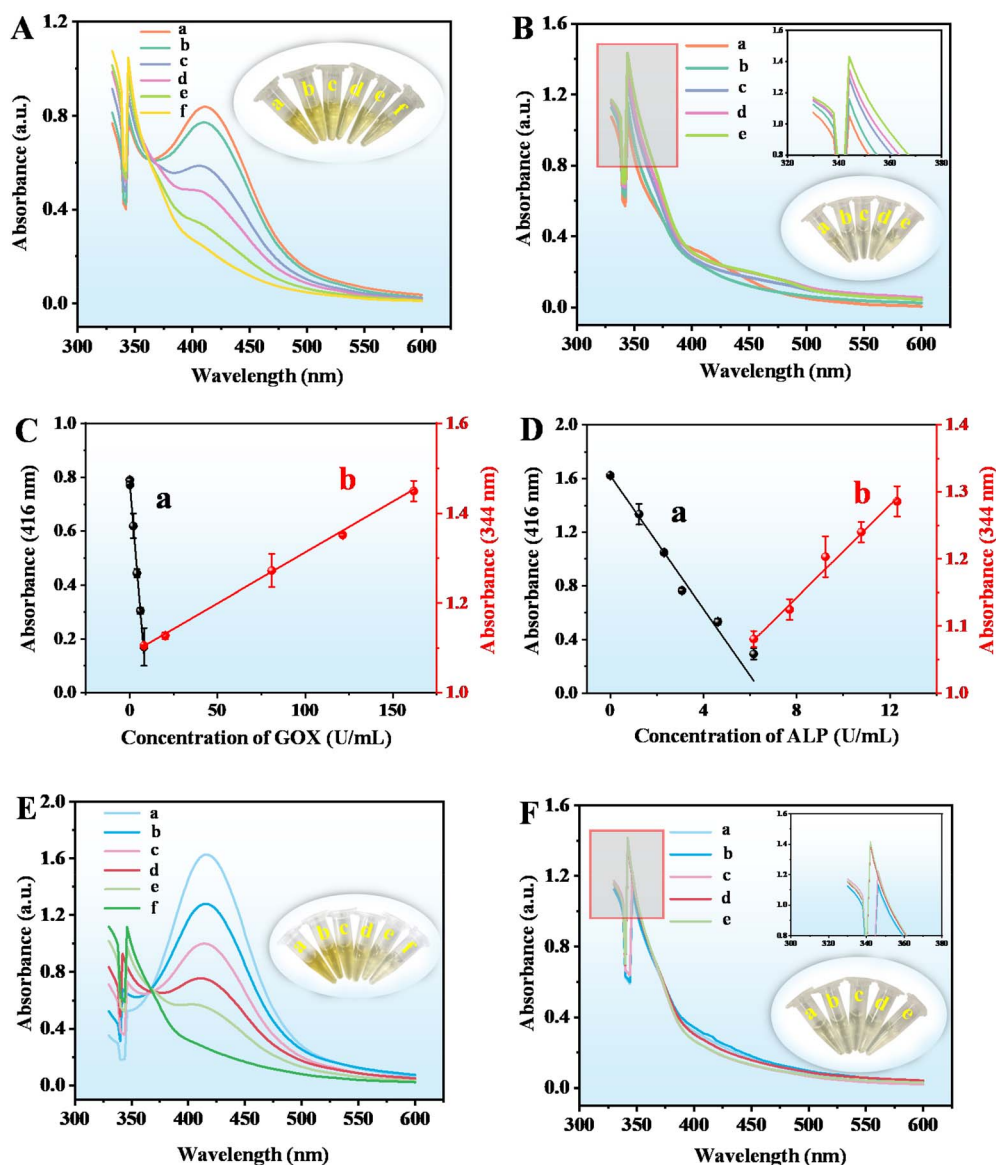 A
a
b
c
d
e
f
a b c d e f
1.2
0.8
0.4
0.0
Absorbance (a.u.)
300 350 400 450 500 550 600
Wavelength (nm)
B
a
b
c
d
e
1.4
1.2
1.0
0.8
320 340 360 380
a b c d e
1.6
1.2
0.8
0.4
0.0
Absorbance (a.u.)
300 350 400 450 500 550 600
Wavelength (nm)
C
a
b
1.0
0.8
0.6
0.4
0.2
0.0
Absorbance (416 nm)
1.6
1.4
1.2
1.0
Absorbance (344 nm)
0 50 100 150
Concentration of GOX (U/mL)
D
a
b
2.0
1.6
1.2
0.8
0.4
0.0
Absorbance (416 nm)
1.4
1.3
1.2
1.1
1.0
Absorbance (344 nm)
0 4 8 12
Concentration of ALP (U/mL)
E
a
b
c
d
e
f
a b c d e f
2.0
1.6
1.2
0.8
0.4
0.0
Absorbance (a.u.)
300 350 400 450 500 550 600
Wavelength (nm)
F
a
b
c
d
e
1.4
1.2
1.0
0.8
300 320 340 360 380
a b c d e
1.6
1.2
0.8
0.4
0.0
Absorbance (a.u.)
300 350 400 450 500 550 600
Wavelength (nm)